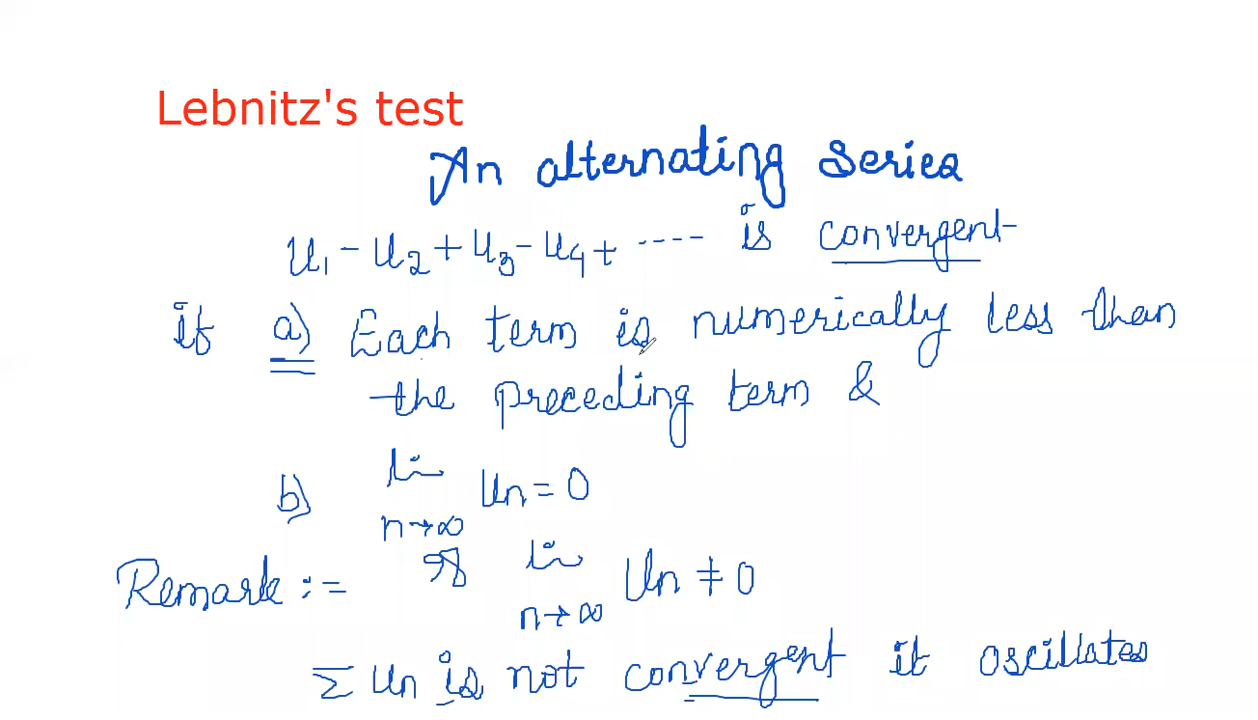 Lebnitz's test
An alternating series
u₁ - u₂ + u₃ - u₄ + ---- is convergent
if a) Each term is numerically less than
the preceding term &
b) lim n→∞ Un = 0
Remark := If lim n→∞ Un ≠ 0
Σ Un is not convergent it oscillates